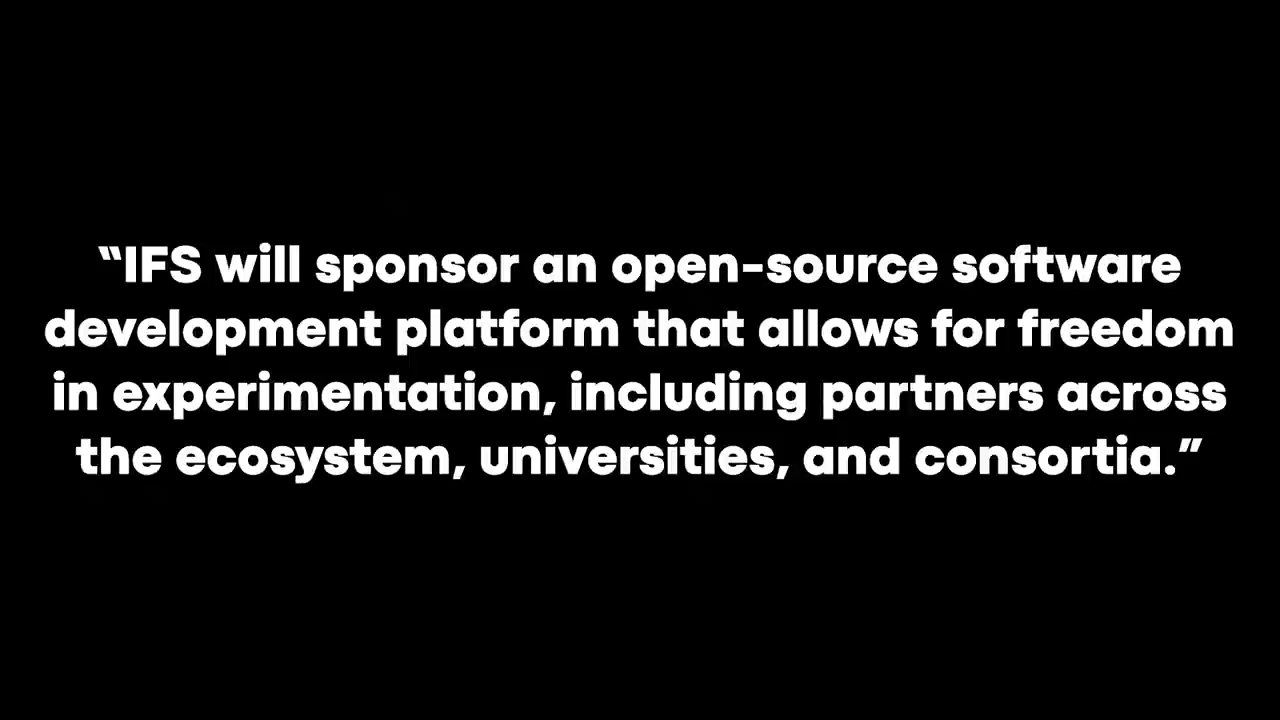 “IFS will sponsor an open-source software
development platform that allows for freedom
in experimentation, including partners across
the ecosystem, universities, and consortia.”